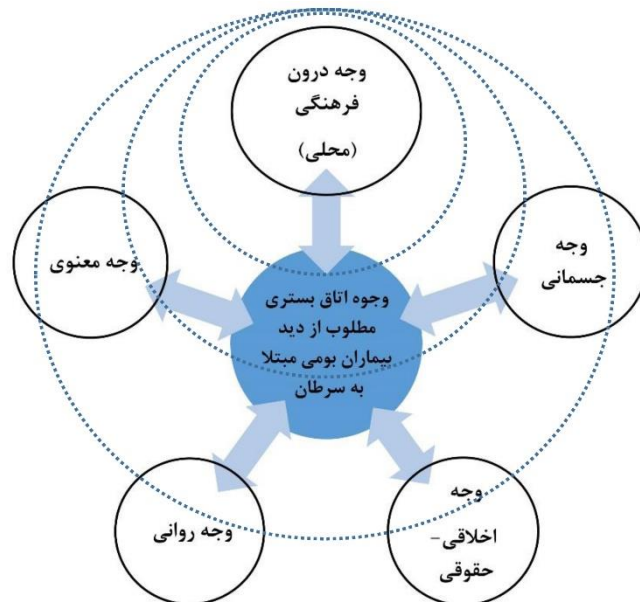 وجه درون
فرهنگی
(محلی)
وجه
جسمانی
وجه معنوی
وجوه اتاق بستری
مطلوب از دید
بیماران بومی مبتلا
به سرطان
وجه
اخلاقی-
حقوقی
وجه روانی